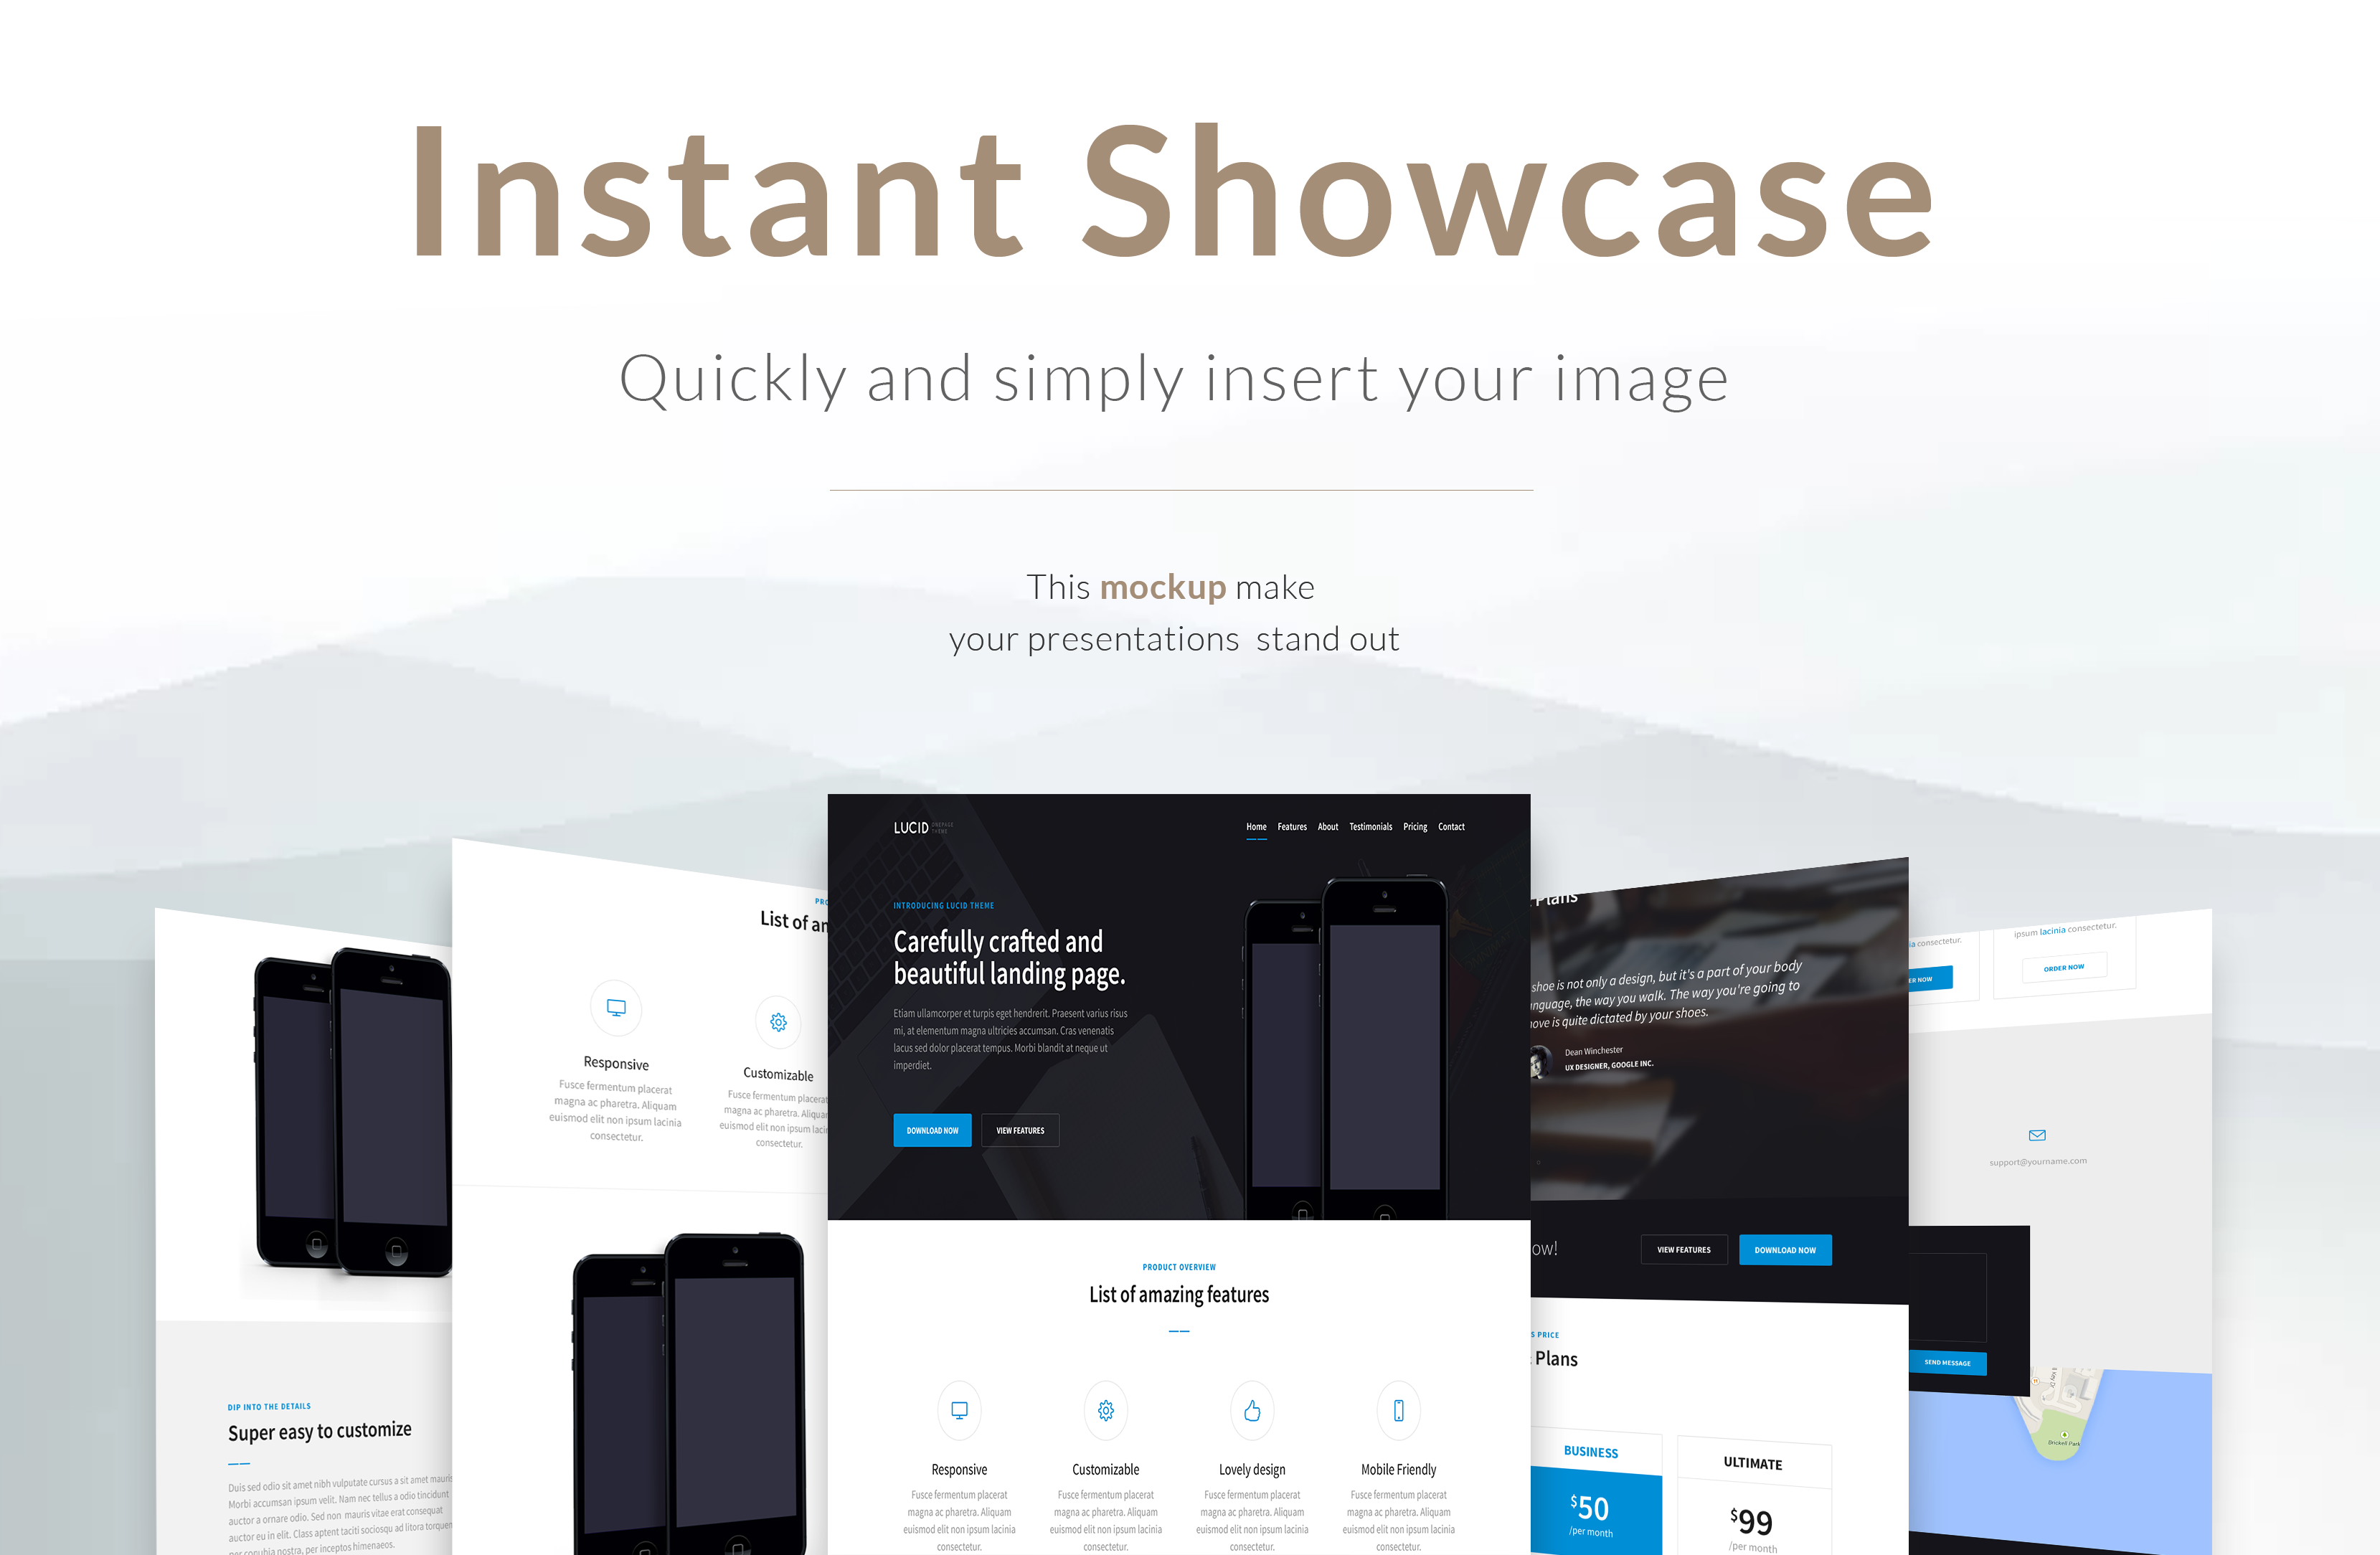 Instant Showcase
Quickly and simply insert your image
This mockup make
your presentations stand out
DIP INTO THE DETAILS
Super easy to customize
Duis sed odio sit amet nibh vulputate cursus a sit amet mauris
Morbi accumsan ipsum velit. Nam nec tellus a odio tincidunt
auctor a ornare odio. Sed non mauris vitae erat consequat
auctor eu in elit. Class aptent taciti sociosqu ad litora torquen
per conubia nostra, per inceptos himenaeos.
List of am
Responsive
Fusce fermentum placerat
magna ac pharetra. Aliquam
euismod elit non ipsum lacinia
consectetur.
Customizable
Fusce fermentum placerat
magna ac pharetra. Aliquam
euismod elit non ipsum lacin
consectetur.
LUCID ONEPAGE
THEME
Home Features About Testimonials Pricing Contact
INTRODUCING LUCID THEME
Carefully crafted and
beautiful landing page.
Etiam ullamcorper et turpis eget hendrerit. Praesent varius risus
mi, at elementum magna ultricies accumsan. Cras venenatis
lacus sed dolor placerat tempus. Morbi blandit at neque ut
imperdiet.
DOWNLOAD NOW VIEW FEATURES
PRODUCT OVERVIEW
List of amazing features
Responsive
Fusce fermentum placerat
magna ac pharetra. Aliquam
euismod elit non ipsum lacinia
consectetur.
Customizable
Fusce fermentum placerat
magna ac pharetra. Aliquam
euismod elit non ipsum lacinia
consectetur.
Lovely design
Fusce fermentum placerat
magna ac pharetra. Aliquam
euismod elit non ipsum lacinia
consectetur.
Mobile Friendly
Fusce fermentum placerat
magna ac pharetra. Aliquam
euismod elit non ipsum lacinia
consectetur.
Plans
shoe is not only a design, but it's a part of your body
nguage, the way you walk. The way you're going to
ove is quite dictated by your shoes.
Dean Winchester
UX DESIGNER, GOOGLE INC.
ow!
VIEW FEATURES DOWNLOAD NOW
S PRICE
Plans
BUSINESS
$50
/per month
ULTIMATE
$99
/per month
ia consectetur.
ER NOW
ipsum lacinia consectetur.
ORDER NOW
support@yourname.com
SEND MESSAGE
Brickell Park